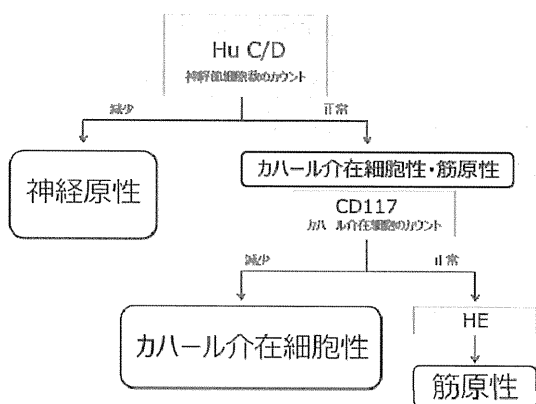 Hu C/D
神経節細胞数のカウント
減少
正常
神経原性
カハール介在細胞性・筋原性
CD117
カハール介在細胞のカウント
減少
正常
カハール介在細胞性
HE
筋原性